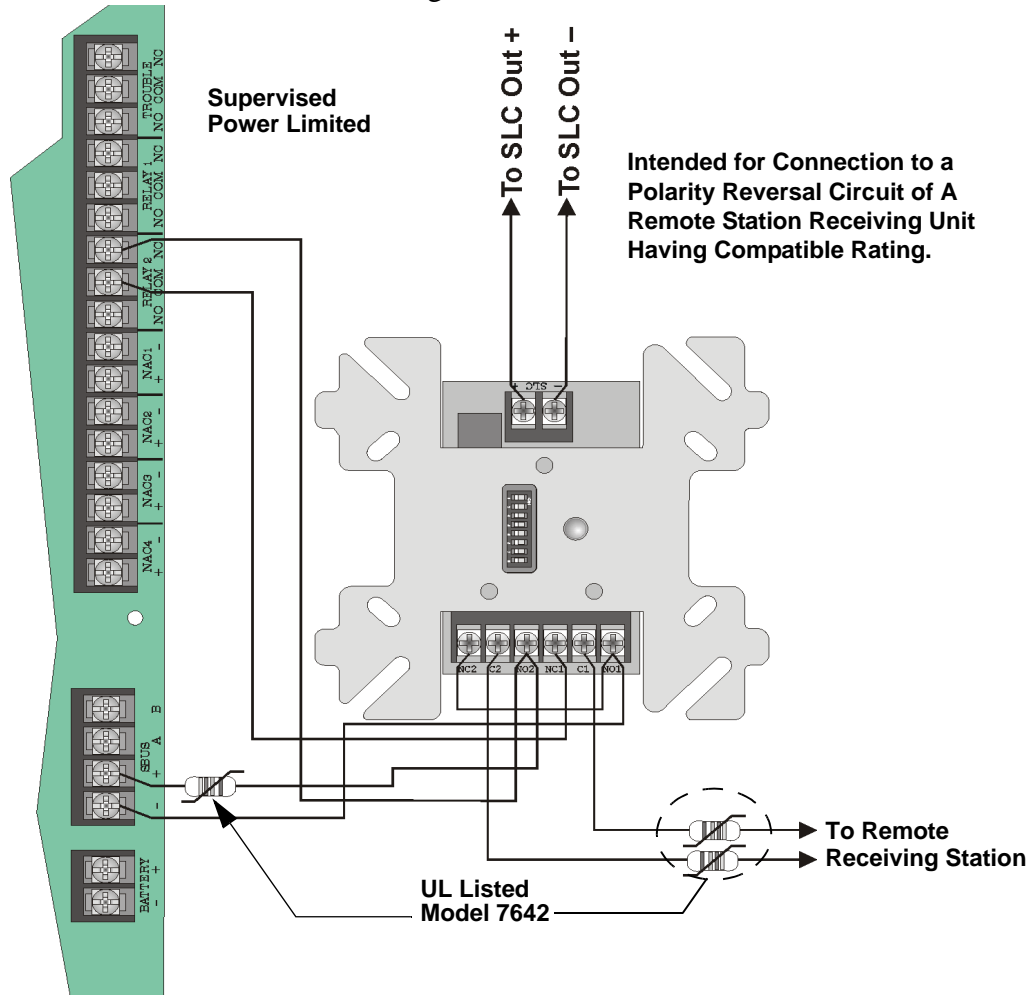 To SLC Out +
To SLC Out –
Supervised
Power Limited
Intended for Connection to a
Polarity Reversal Circuit of A
Remote Station Receiving Unit
Having Compatible Rating.
TROUBLE
NO COM NC
RELAY 1
NO COM NC
RELAY 2
NO COM NC
NAC1
+ -
NAC2
+ -
NAC3
+ -
NAC4
+ -
+ SLC -
NC2 C2 NO2 NC1 C1 NO1
SBUS
- + A B
BATTERY
- +
To Remote
Receiving Station
UL Listed
Model 7642